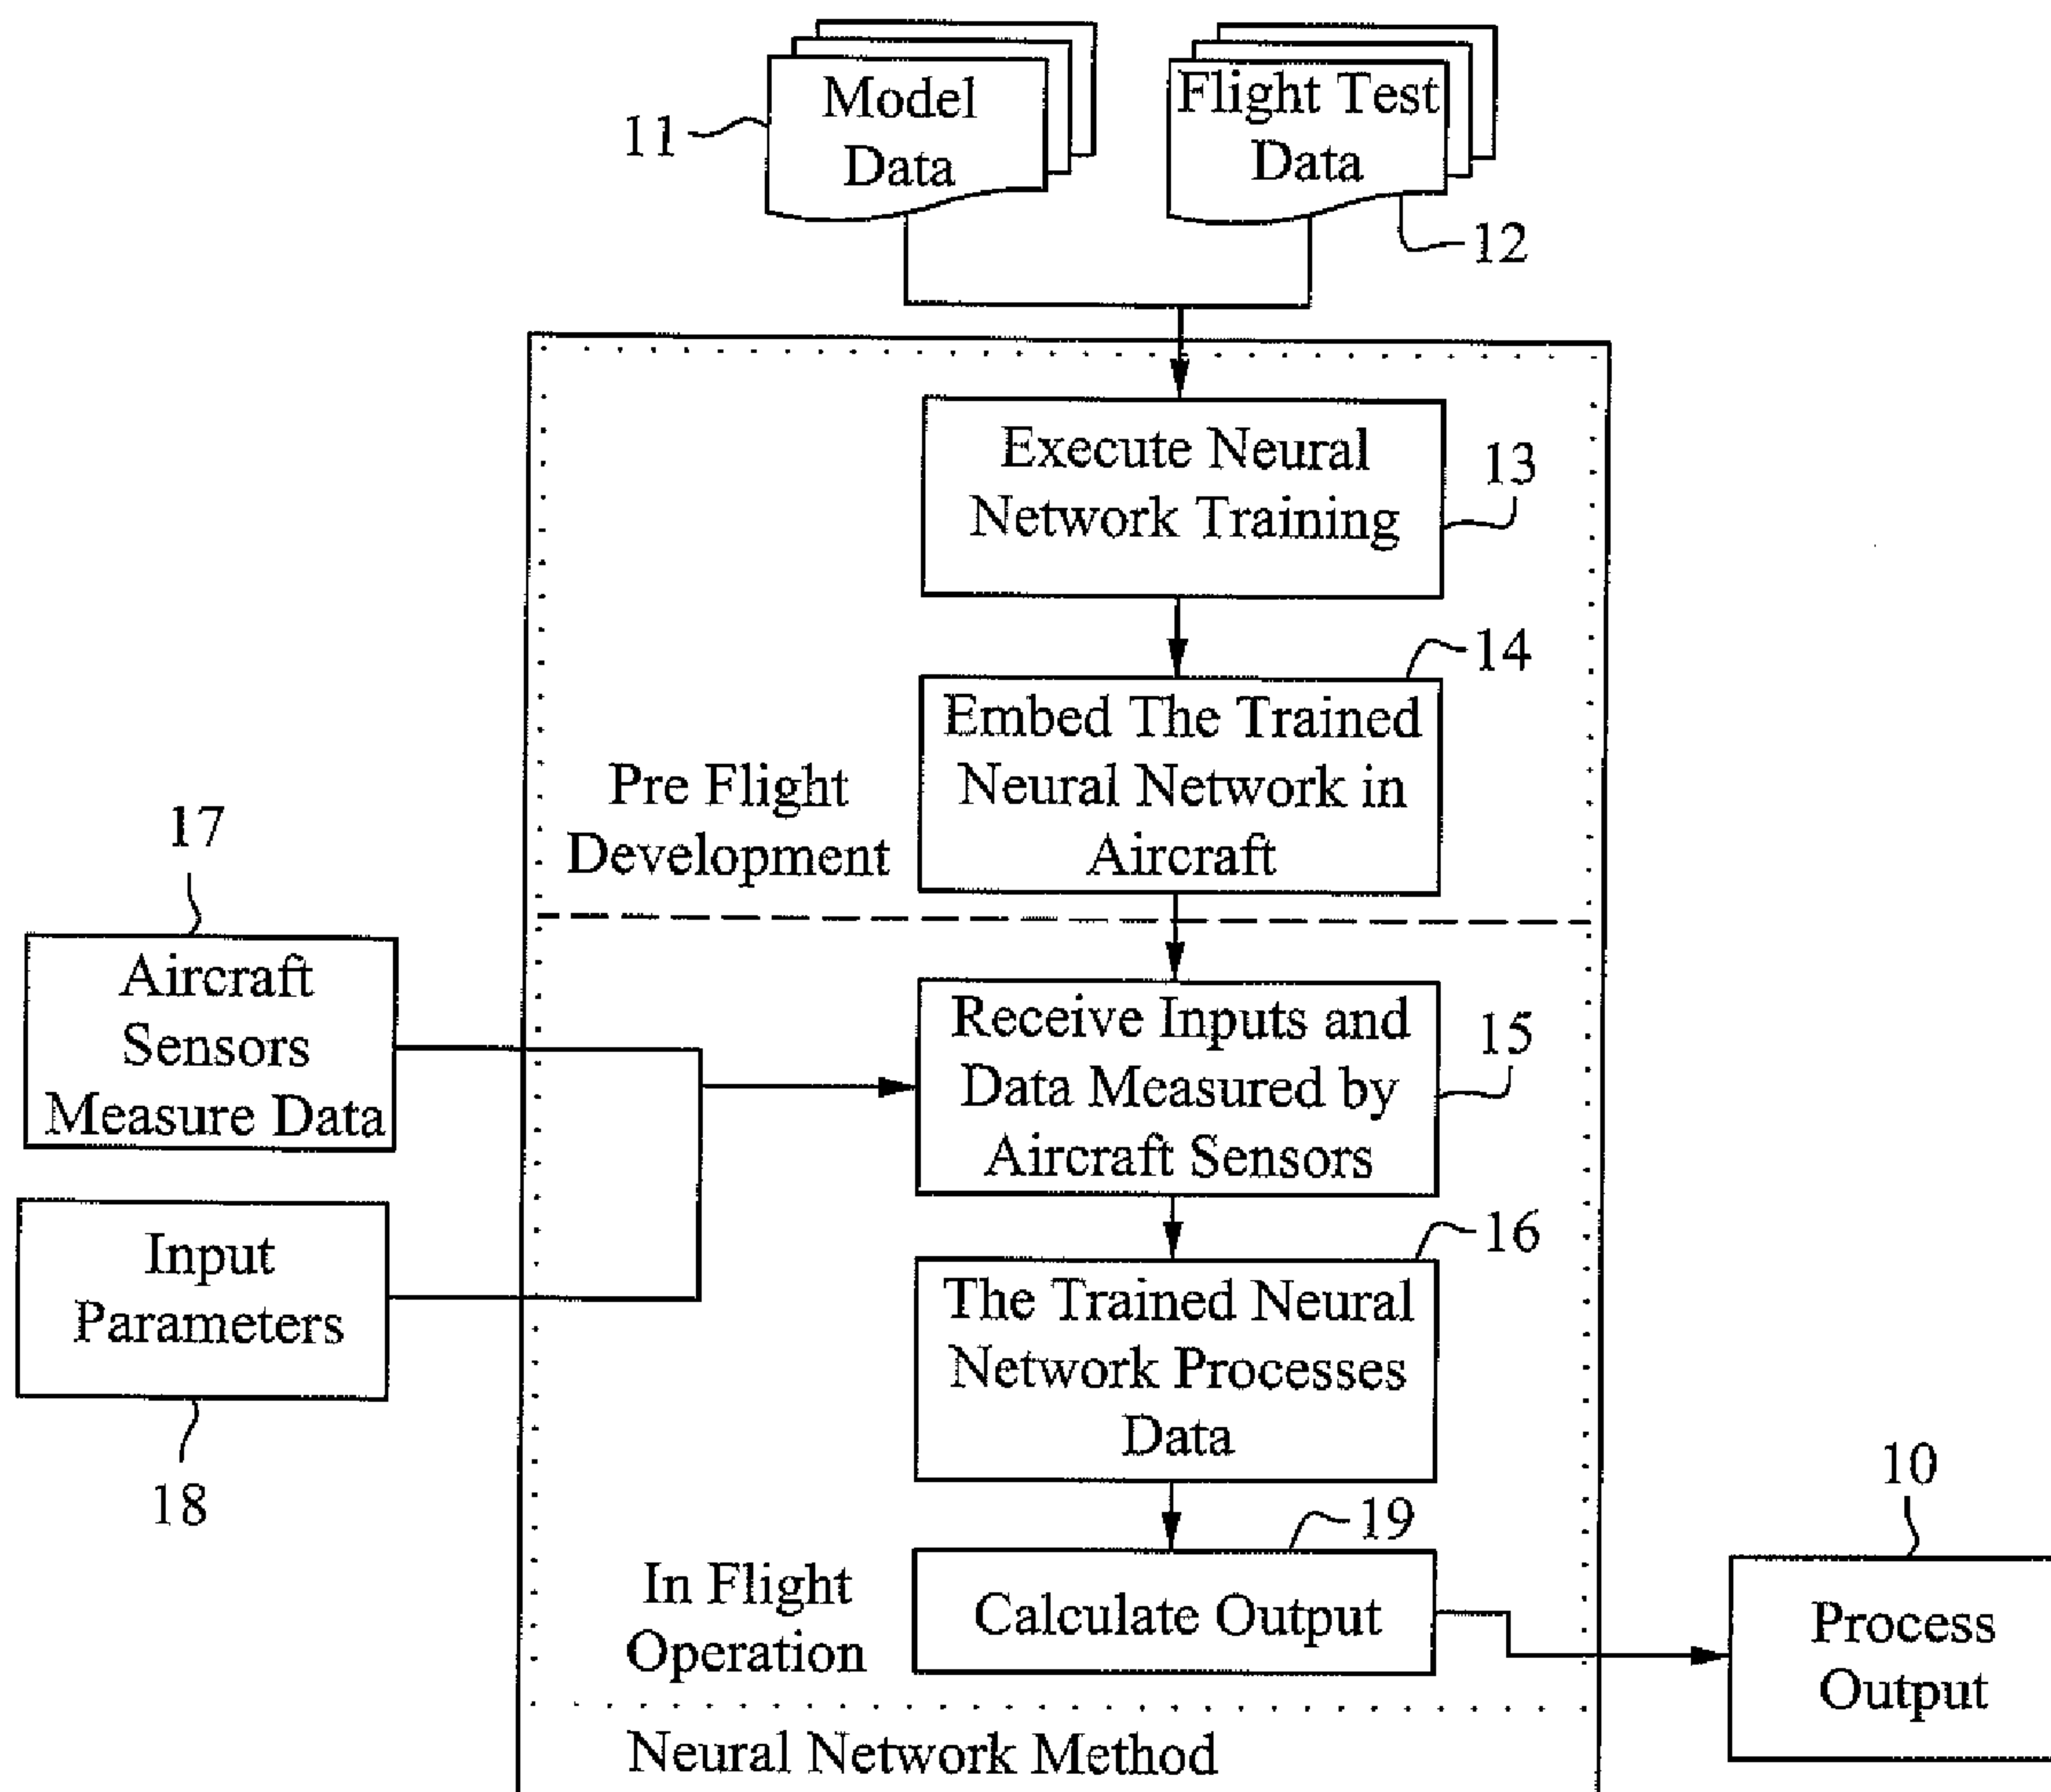 Model
Data
11
Flight Test
Data
12
Execute Neural
Network Training
13
14
Embed The Trained
Neural Network in
Aircraft
Pre Flight
Development
17
Aircraft
Sensors
Measure Data
Receive Inputs and
Data Measured by
Aircraft Sensors
15
Input
Parameters
18
16
The Trained Neural
Network Processes
Data
19
Calculate Output
In Flight
Operation
10
Process
Output
Neural Network Method